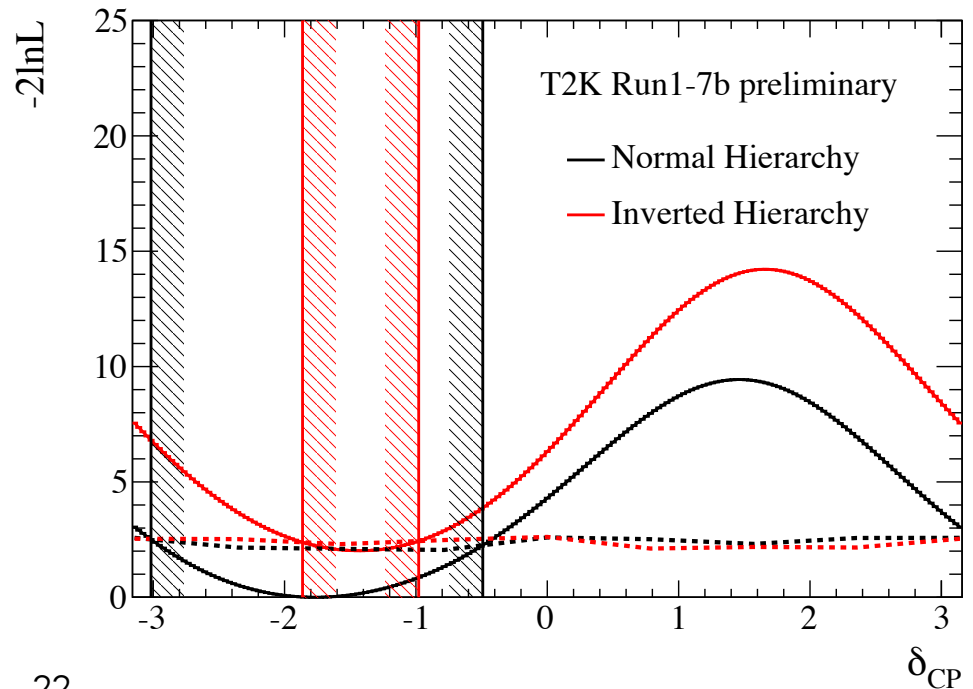 -2lnL
25
20
15
10
5
0
T2K Run1-7b preliminary
Normal Hierarchy
Inverted Hierarchy
-3 -2 -1 0 1 2 3
δCP
22